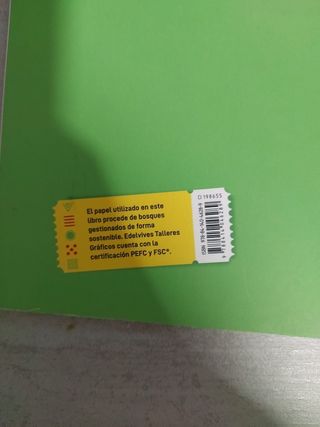 El papel utilizado en este
libro procede de bosques
gestionados de forma
sostenible. Edelvives Talleres
Gráficos cuenta con la
certificación PEFC y FSC®.
D 198655